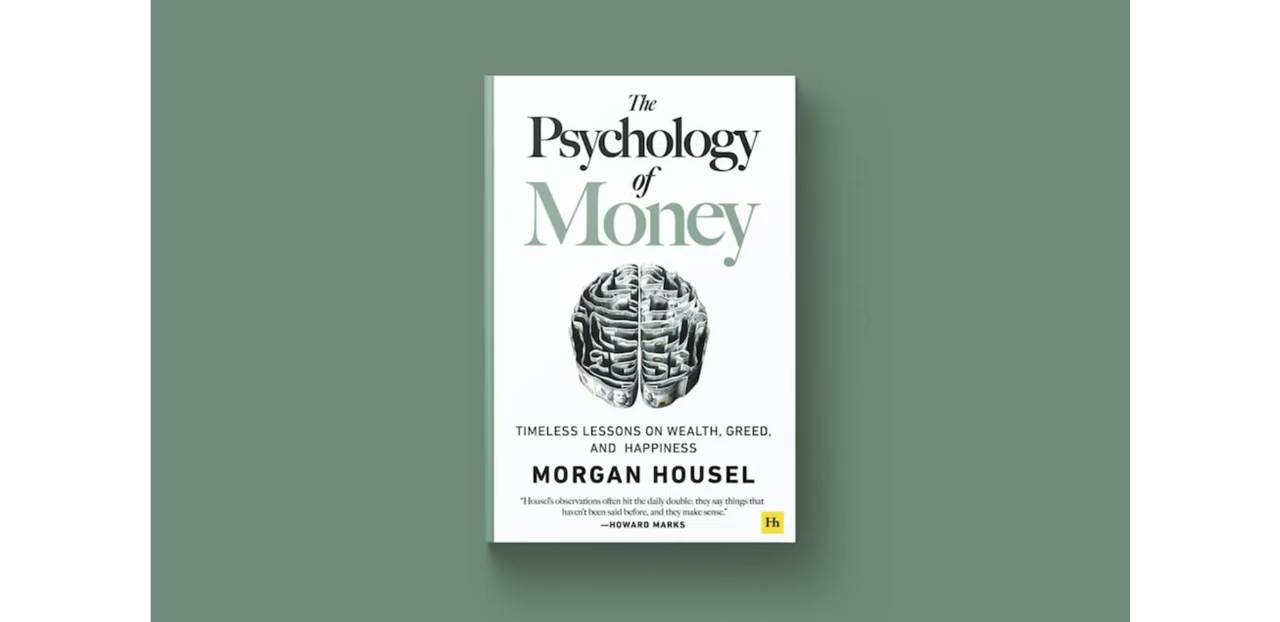 The
Psychology
of
Money
TIMELESS LESSONS ON WEALTH, GREED,
AND HAPPINESS
MORGAN HOUSEL
“Housel’s observations often hit the daily double: they say things that
haven’t been said before, and they make sense.”
—HOWARD MARKS
Hh